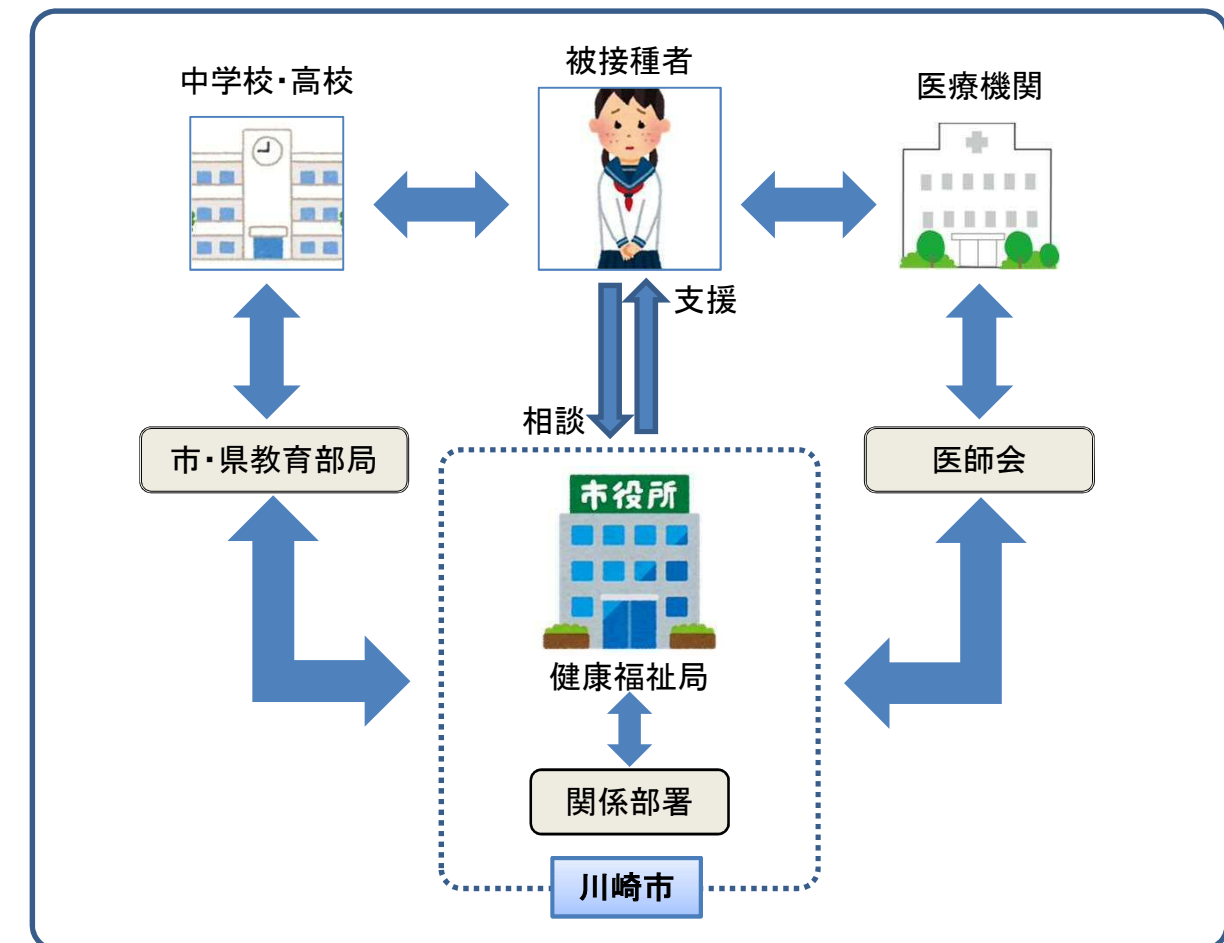 中学校・高校
被接種者
医療機関
支援
相談
市・県教育部局
医師会
市役所
健康福祉局
関係部署
川崎市